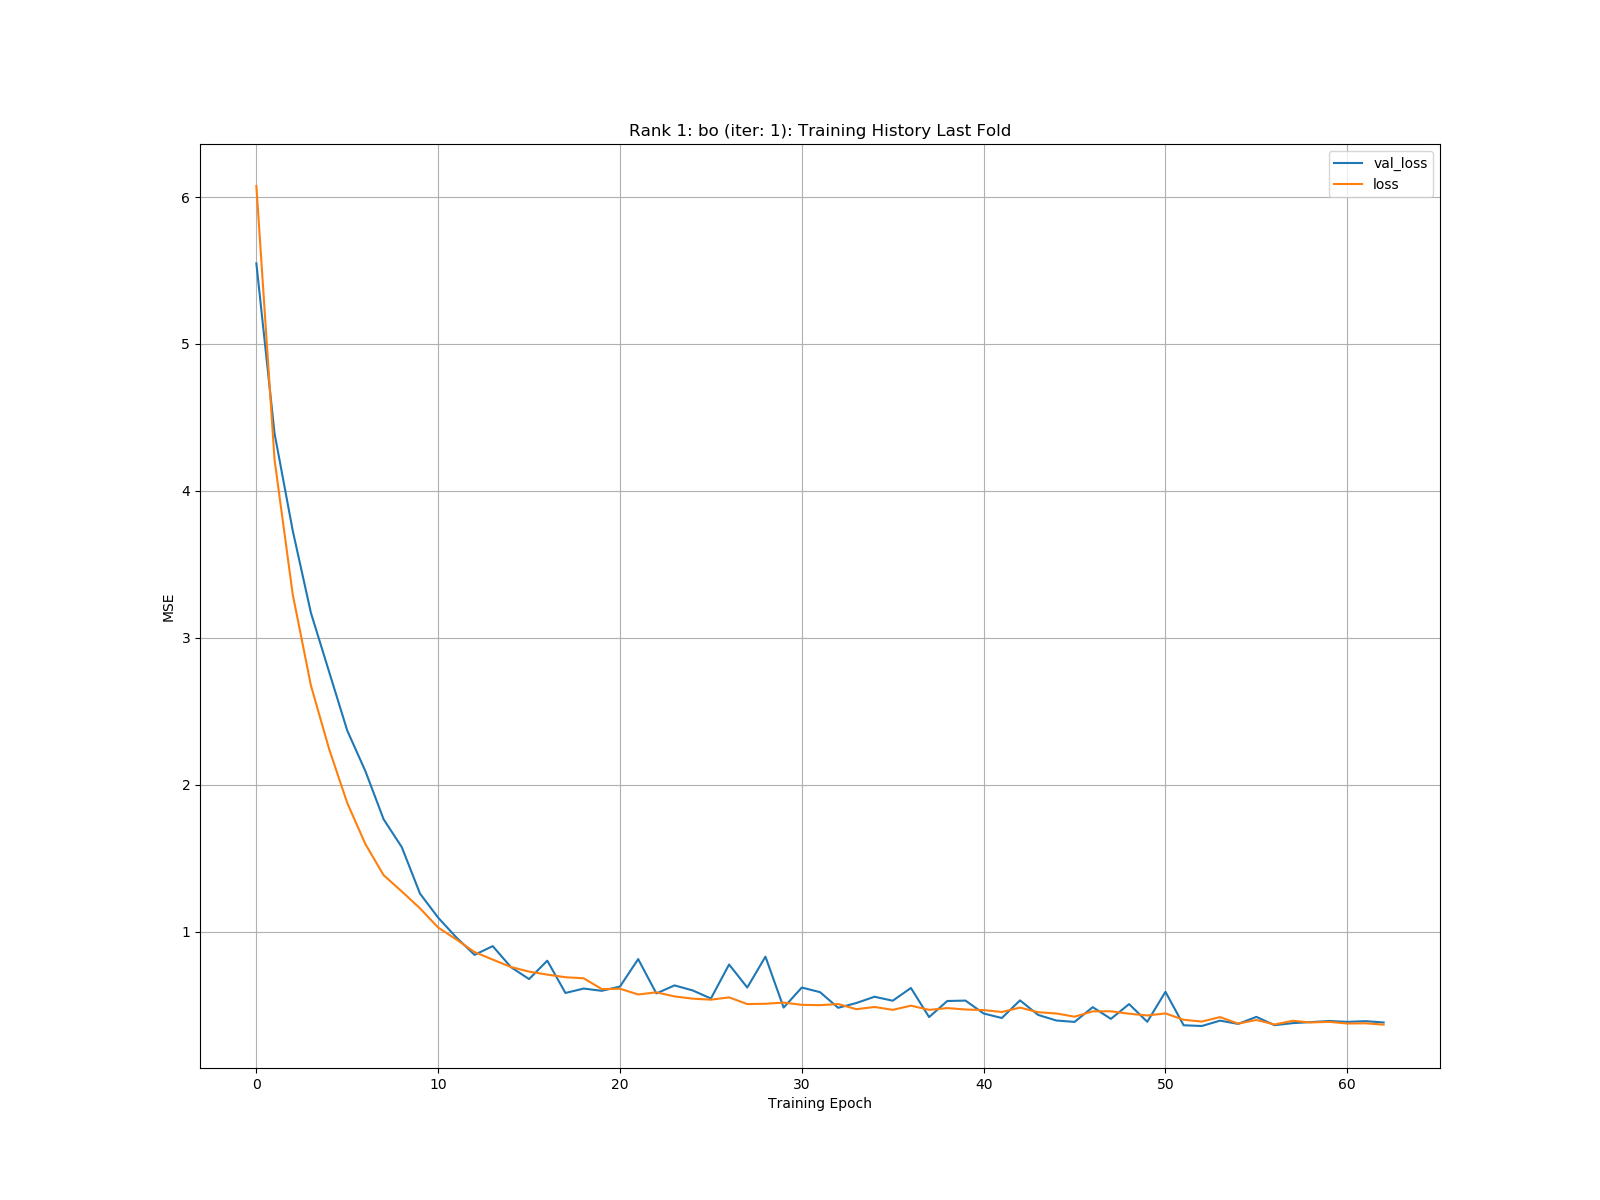 Rank 1: bo (iter: 1): Training History Last Fold
val_loss
loss
6
5
4
3
2
1
MSE
0 10 20 30 40 50 60
Training Epoch